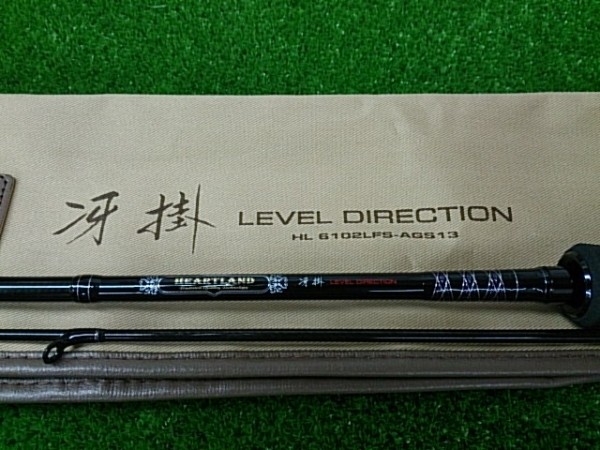 冴掛 LEVEL DIRECTION
HL 6102LFS-AGS13
HEARTLAND
冴掛 LEVEL DIRECTION